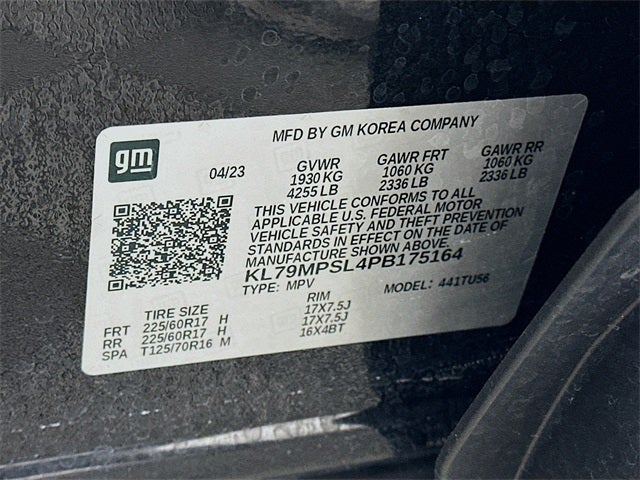 MFD BY GM KOREA COMPANY
gm
04/23 GVWR GAWR FRT GAWR RR
1930 KG 1060 KG 1060 KG
4255 LB 2336 LB 2336 LB
THIS VEHICLE CONFORMS TO ALL
APPLICABLE U.S. FEDERAL MOTOR
VEHICLE SAFETY AND THEFT PREVENTION
STANDARDS IN EFFECT ON THE DATE OF
MANUFACTURE SHOWN ABOVE.
KL79MPSL4PB175164
TYPE: MPV MODEL: 441TU56
TIRE SIZE RIM
FRT 225/60R17 H 17X7.5J
RR 225/60R17 H 17X7.5J
SPA T125/70R16 M 16X4BT